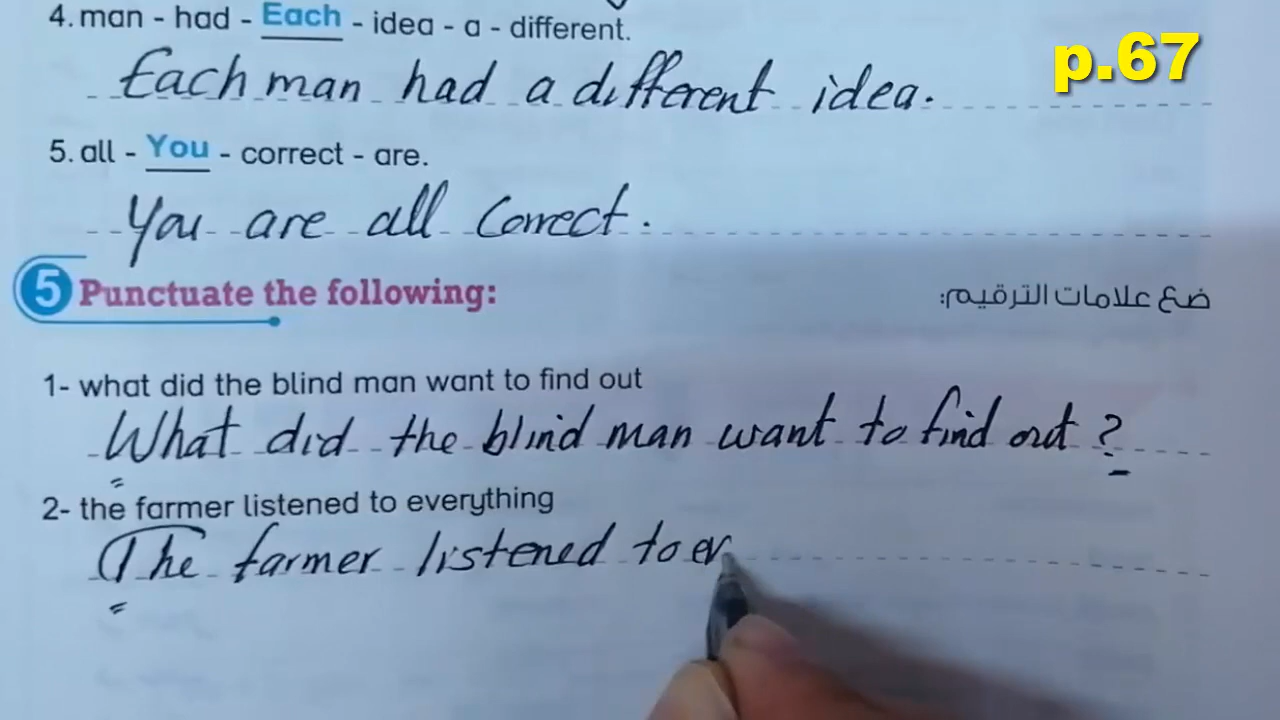 4. man - had - Each - idea - a - different.
p.67
Each man had a different idea.
5. all - You - correct - are.
You are all correct.
5 Punctuate the following:
ضع علامات الترقيم:
1- what did the blind man want to find out
What did the blind man want to find out ?
2- the farmer listened to everything
The farmer listened to ev